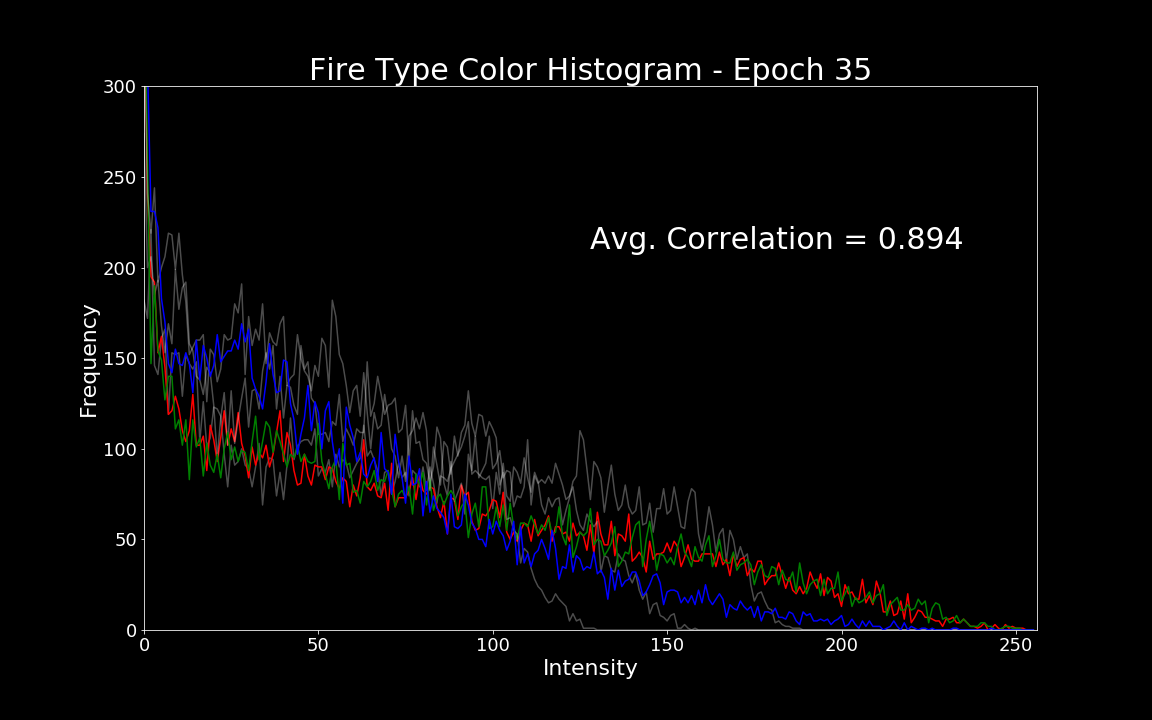 Fire Type Color Histogram - Epoch 35
300
250
200
150
100
50
0
Frequency
Avg. Correlation = 0.894
0 50 100 150 200 250
Intensity